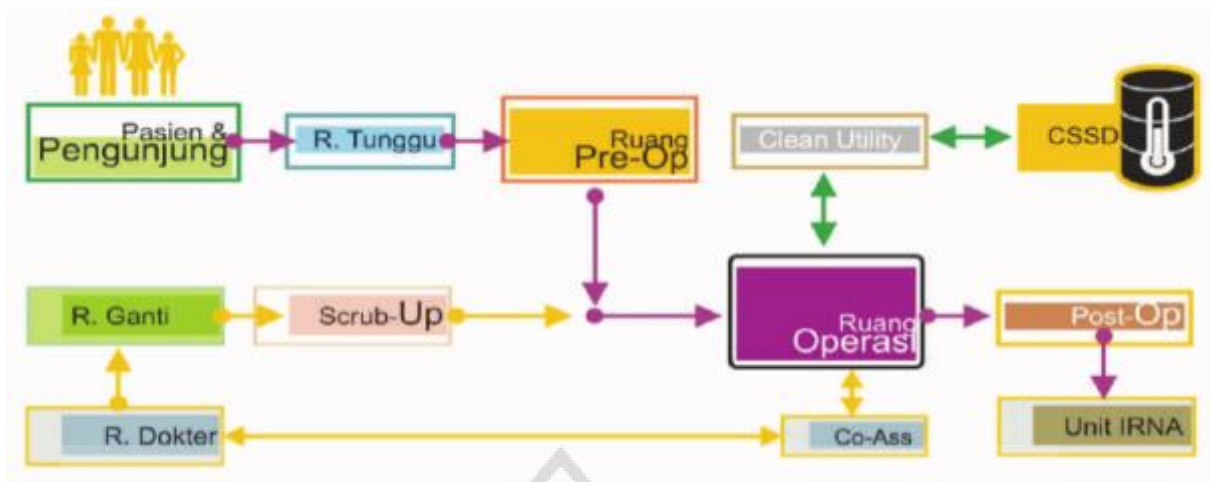 Pasien &
Pengunjung
R. Tunggu
Ruang
Pre-Op
Clean Utility
CSSD
R. Ganti
Scrub-Up
Ruang
Operasi
Post-Op
R. Dokter
Co-Ass
Unit IRNA